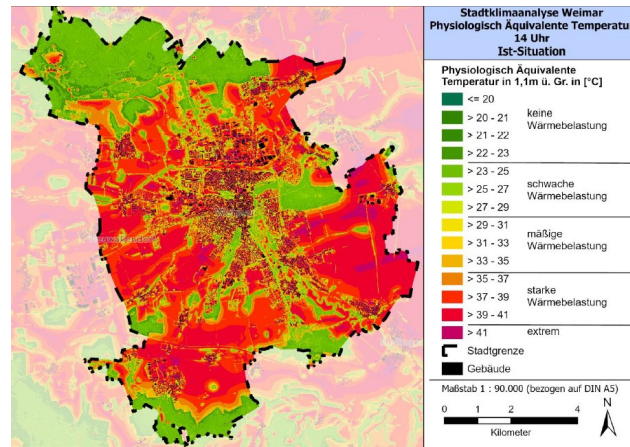 Stadtklimaanalyse Weimar
Physiologisch Äquivalente Temperatu
14 Uhr
Ist-Situation
Physiologisch Äquivalente
Temperatur in 1,1m ü. Gr. in [°C]
<= 20
> 20 - 21
keine
> 21 - 22
Wärmebelastung
> 22 - 23
> 23 - 25
schwache
> 25 - 27
Wärmebelastung
> 27 - 29
> 29 - 31
mäßige
> 31 - 33
Wärmebelastung
> 33 - 35
> 35 - 37
starke
> 37 - 39
Wärmebelastung
> 39 - 41
> 41
extrem
Stadtgrenze
Gebäude
Maßstab 1 : 90.000 (bezogen auf DIN A5)
0 1 2 4
Kilometer
N